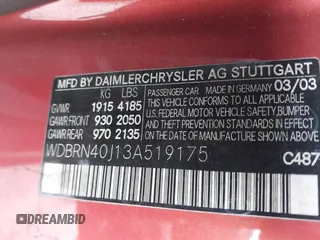 MFD. BY DAIMLERCHRYSLER AG STUTTGART
KG LBS PASSENGER CAR MADE IN GERMANY 03/03
GVWR 1915 4185
GAWR FRONT 930 2050
GAWR REAR 970 2135
THIS VEHICLE CONFORMS TO ALL APPLICABLE
U.S. FEDERAL MOTOR VEHICLE SAFETY, BUMPER,
AND THEFT PREVENTION STANDARDS IN EFFECT ON THE
DATE OF MANUFACTURE SHOWN ABOVE.
WDBRN40J13A519175
C487
DREAMBID